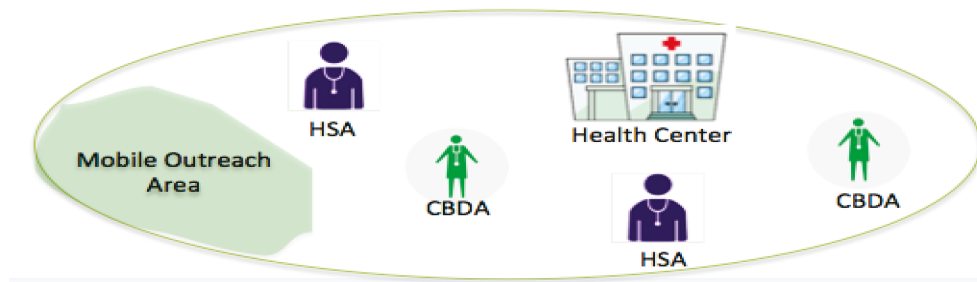 HSA
Health Center
Mobile Outreach
Area
CBDA
CBDA
HSA